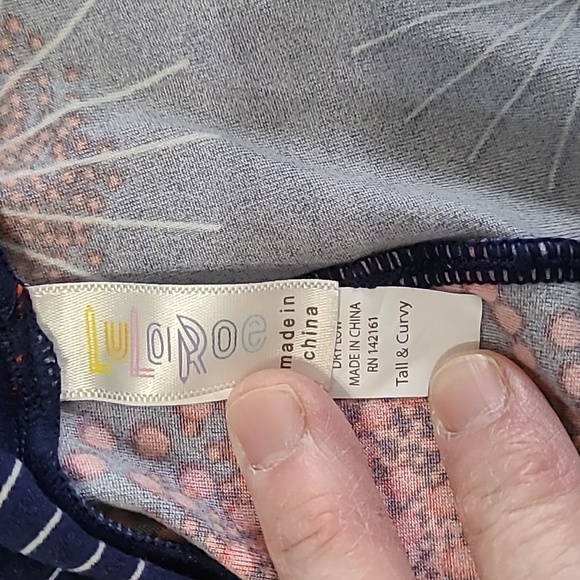 LuLaRoe
made in
china
DRY LOW
MADE IN CHINA
RN 142161
Tall & Curvy